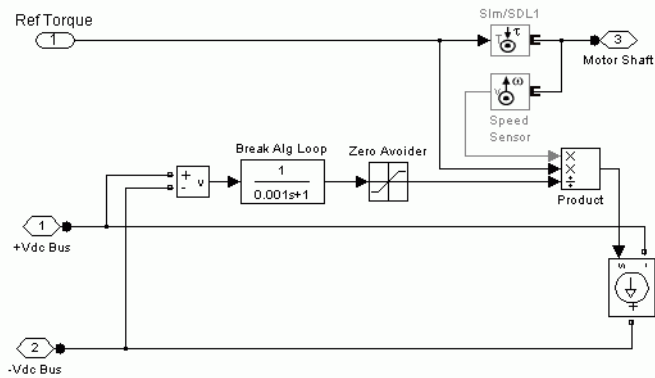 Ref Torque
1
Slm/SDL1
T
τ
3
Motor Shaft
ω
v
Speed
Sensor
Break Alg Loop
Zero Avoider
+
-
v
1
0.001s+1
×
×
÷
Product
1
+Vdc Bus
s
-
+
2
-Vdc Bus